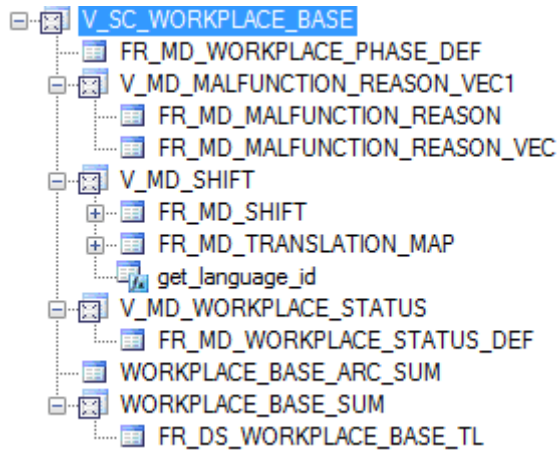 V_SC_WORKPLACE_BASE
FR_MD_WORKPLACE_PHASE_DEF
V_MD_MALFUNCTION_REASON_VEC1
FR_MD_MALFUNCTION_REASON
FR_MD_MALFUNCTION_REASON_VEC
V_MD_SHIFT
FR_MD_SHIFT
FR_MD_TRANSLATION_MAP
get_language_id
V_MD_WORKPLACE_STATUS
FR_MD_WORKPLACE_STATUS_DEF
WORKPLACE_BASE_ARC_SUM
WORKPLACE_BASE_SUM
FR_DS_WORKPLACE_BASE_TL